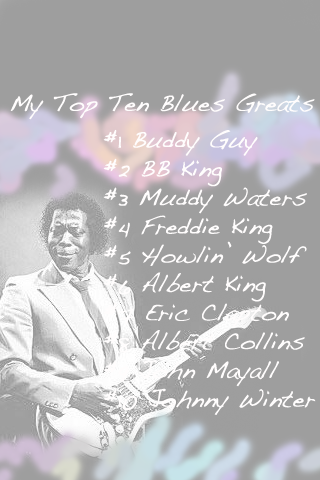 My Top Ten Blues Greats
#1 Buddy Guy
#2 BB King
#3 Muddy Waters
#4 Freddie King
#5 Howlin' Wolf
Albert King
Eric Clapton
Albert Collins
John Mayall
Johnny Winter